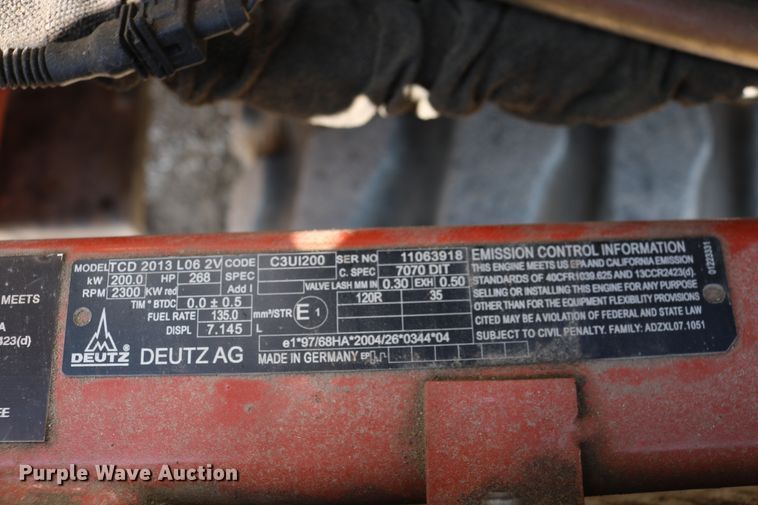 MEETS
A
423(d)
EE
MODEL TCD 2013 L06 2V CODE C3UI200 SER NO 11063918
kW 200.0 HP 268 SPEC C. SPEC 7070 DIT
RPM 2300 KW red Add I VALVE LASH MM IN 0.30 EXH 0.50
TIM ° BTDC 0.0 ± 0.5 120R 35
FUEL RATE 135.0 mm³/STR E 1
DISPL 7.145 L
e1*97/68HA*2004/26*0344*04
DEUTZ DEUTZ AG MADE IN GERMANY EP
EMISSION CONTROL INFORMATION
THIS ENGINE MEETS US EPA AND CALIFORNIA EMISSION
STANDARDS OF 40CFR1039.625 AND 13CCR2423(d).
SELLING OR INSTALLING THIS ENGINE FOR ANY PURPOSE
OTHER THAN FOR THE EQUIPMENT FLEXIBILITY PROVISIONS
CITED MAY BE A VIOLATION OF FEDERAL AND STATE LAW
SUBJECT TO CIVIL PENALTY. FAMILY: ADZXL07.1051
01223331
Purple Wave Auction